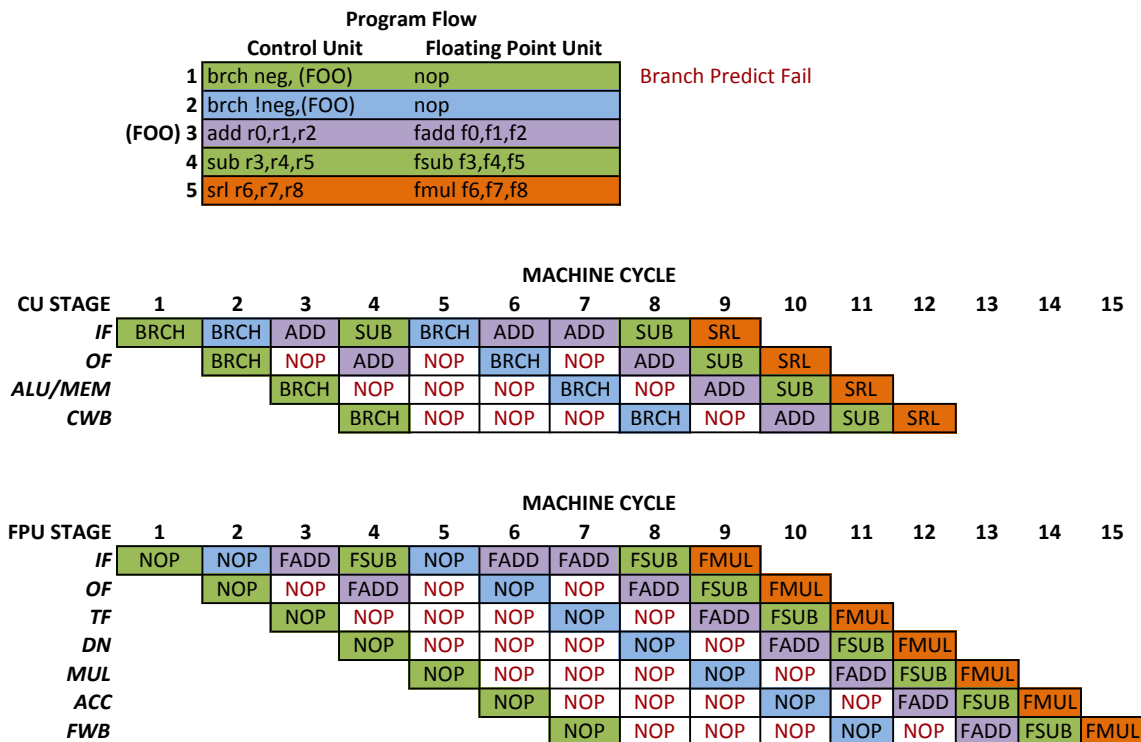 Program Flow
Control Unit Floating Point Unit
1 brch neg, (FOO) nop Branch Predict Fail
2 brch !neg,(FOO) nop
(FOO) 3 add r0,r1,r2 fadd f0,f1,f2
4 sub r3,r4,r5 fsub f3,f4,f5
5 srl r6,r7,r8 fmul f6,f7,f8
MACHINE CYCLE
CU STAGE 1 2 3 4 5 6 7 8 9 10 11 12 13 14 15
IF BRCH BRCH ADD SUB BRCH ADD ADD SUB SRL
OF BRCH NOP ADD NOP BRCH NOP ADD SUB SRL
ALU/MEM BRCH NOP NOP NOP BRCH NOP ADD SUB SRL
CWB BRCH NOP NOP NOP BRCH NOP ADD SUB SRL
MACHINE CYCLE
FPU STAGE 1 2 3 4 5 6 7 8 9 10 11 12 13 14 15
IF NOP NOP FADD FSUB NOP FADD FADD FSUB FMUL
OF NOP NOP FADD NOP NOP NOP FADD FSUB FMUL
TF NOP NOP NOP NOP NOP NOP FADD FSUB FMUL
DN NOP NOP NOP NOP NOP NOP FADD FSUB FMUL
MUL NOP NOP NOP NOP NOP NOP FADD FSUB FMUL
ACC NOP NOP NOP NOP NOP NOP FADD FSUB FMUL
FWB NOP NOP NOP NOP NOP NOP FADD FSUB FMUL